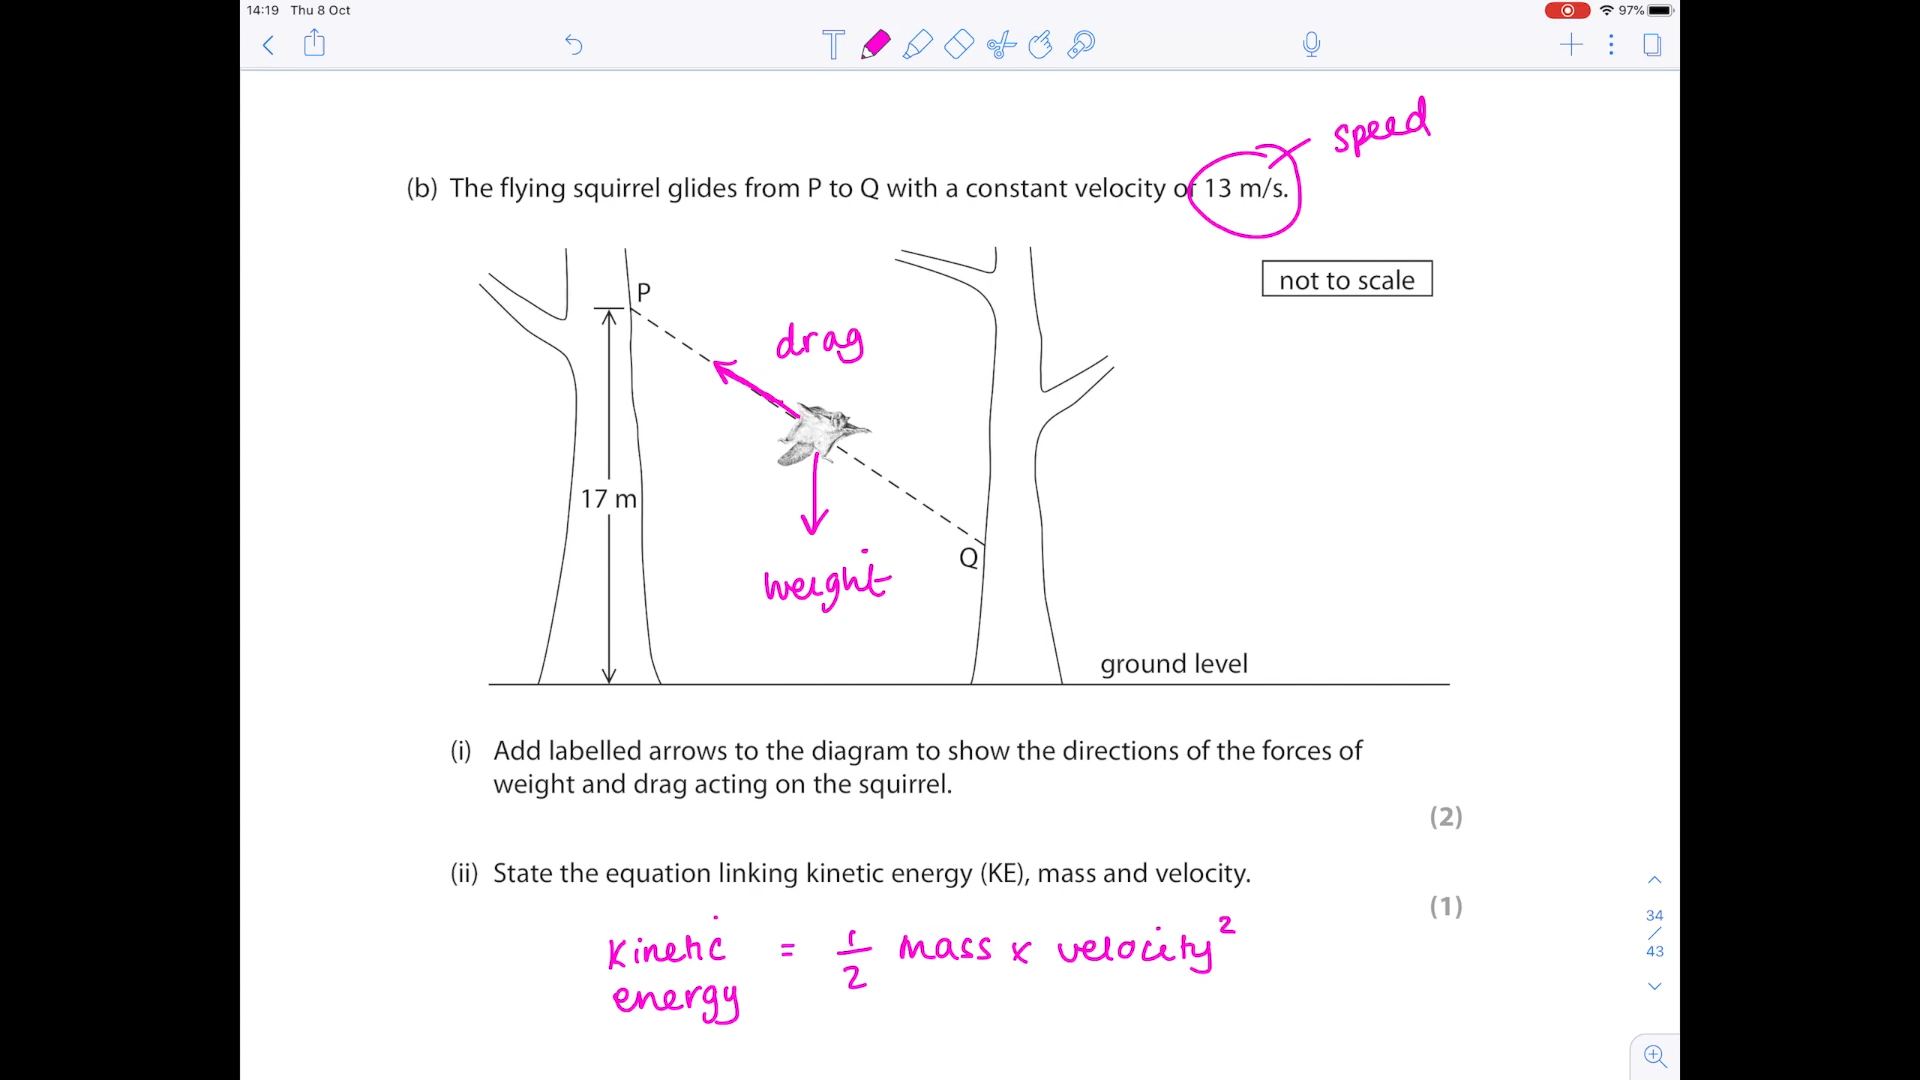 14:19 Thu 8 Oct
97%
speed
(b) The flying squirrel glides from P to Q with a constant velocity of 13 m/s.
not to scale
P
drag
17 m
Q
weight
ground level
(i) Add labelled arrows to the diagram to show the directions of the forces of
weight and drag acting on the squirrel.
(2)
(ii) State the equation linking kinetic energy (KE), mass and velocity.
(1)
34
/
43
Kinetic = 1/2 mass x velocity²
energy